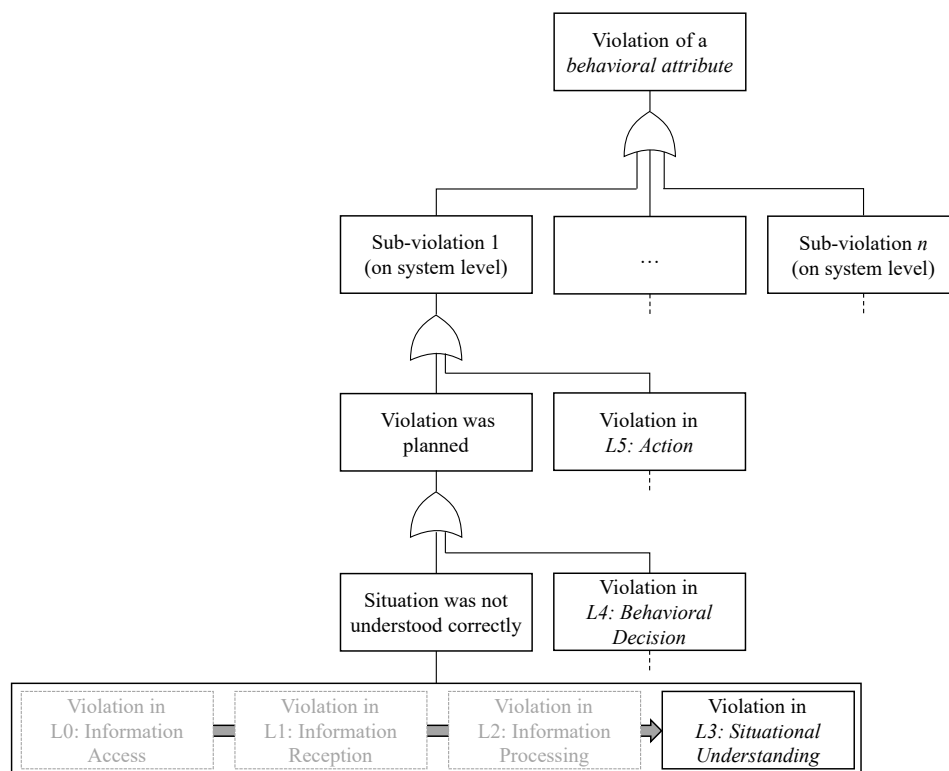 Violation of a
behavioral attribute
Sub-violation 1
(on system level)
…
Sub-violation n
(on system level)
Violation was
planned
Violation in
L5: Action
Situation was not
understood correctly
Violation in
L4: Behavioral
Decision
Violation in
L0: Information
Access
Violation in
L1: Information
Reception
Violation in
L2: Information
Processing
Violation in
L3: Situational
Understanding